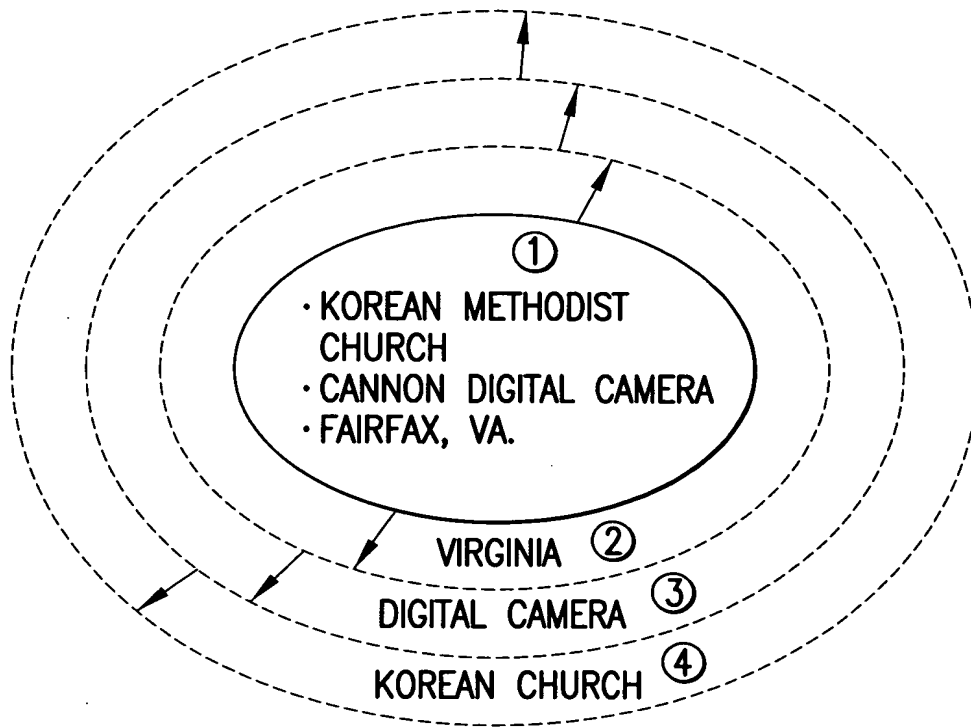 ①
· KOREAN METHODIST
CHURCH
· CANNON DIGITAL CAMERA
· FAIRFAX, VA.
VIRGINIA ②
DIGITAL CAMERA ③
KOREAN CHURCH ④